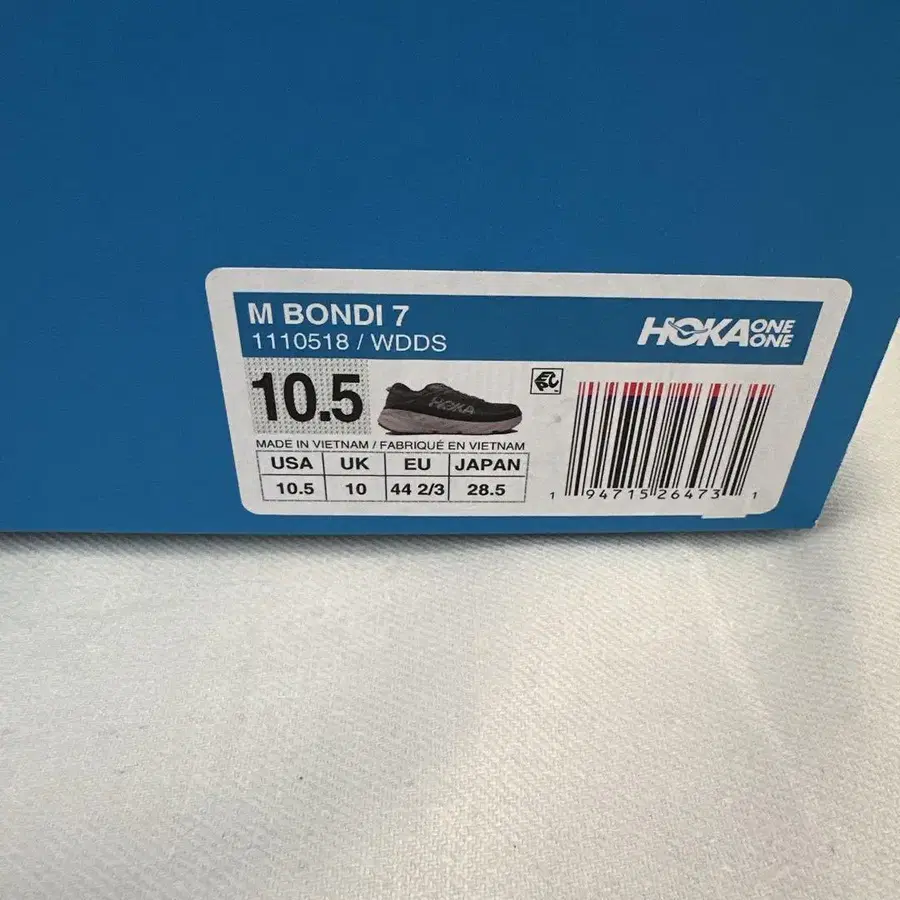 M BONDI 7
1110518 / WDDS
HOKA ONE ONE
10.5
HOKA
MADE IN VIETNAM / FABRIQUÉ EN VIETNAM
USA UK EU JAPAN
10.5 10 44 2/3 28.5
1 94715 26473 1